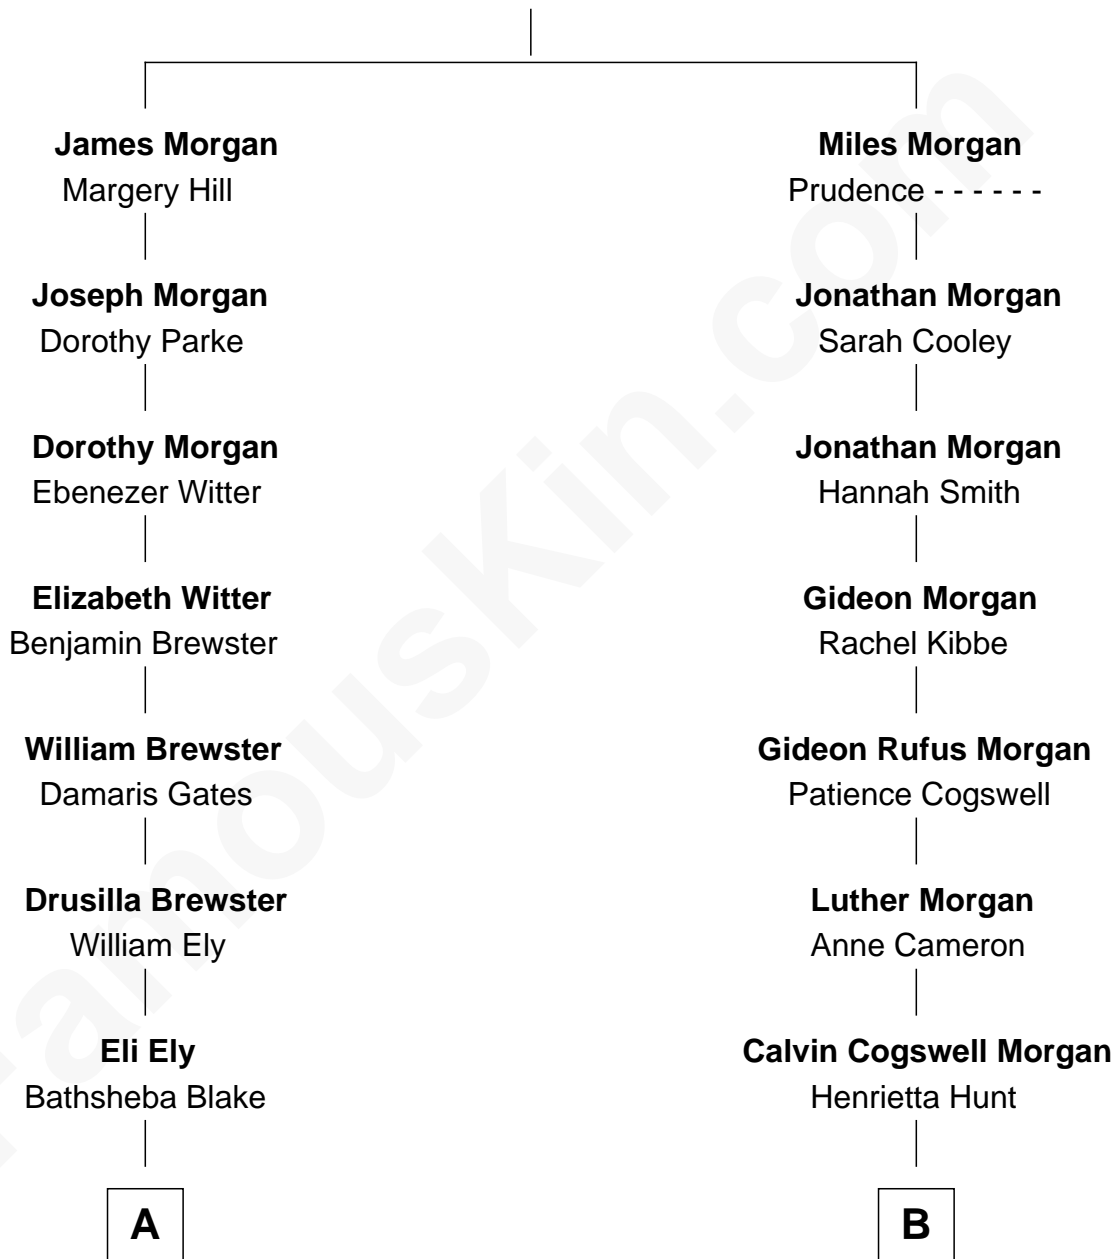 James Morgan
Margery Hill
Joseph Morgan
Dorothy Parke
Dorothy Morgan
Ebenezer Witter
Elizabeth Witter
Benjamin Brewster
William Brewster
Damaris Gates
Drusilla Brewster
William Ely
Eli Ely
Bathsheba Blake
A
Miles Morgan
Prudence - - - - - -
Jonathan Morgan
Sarah Cooley
Jonathan Morgan
Hannah Smith
Gideon Morgan
Rachel Kibbe
Gideon Rufus Morgan
Patience Cogswell
Luther Morgan
Anne Cameron
Calvin Cogswell Morgan
Henrietta Hunt
B
FamousKin.com